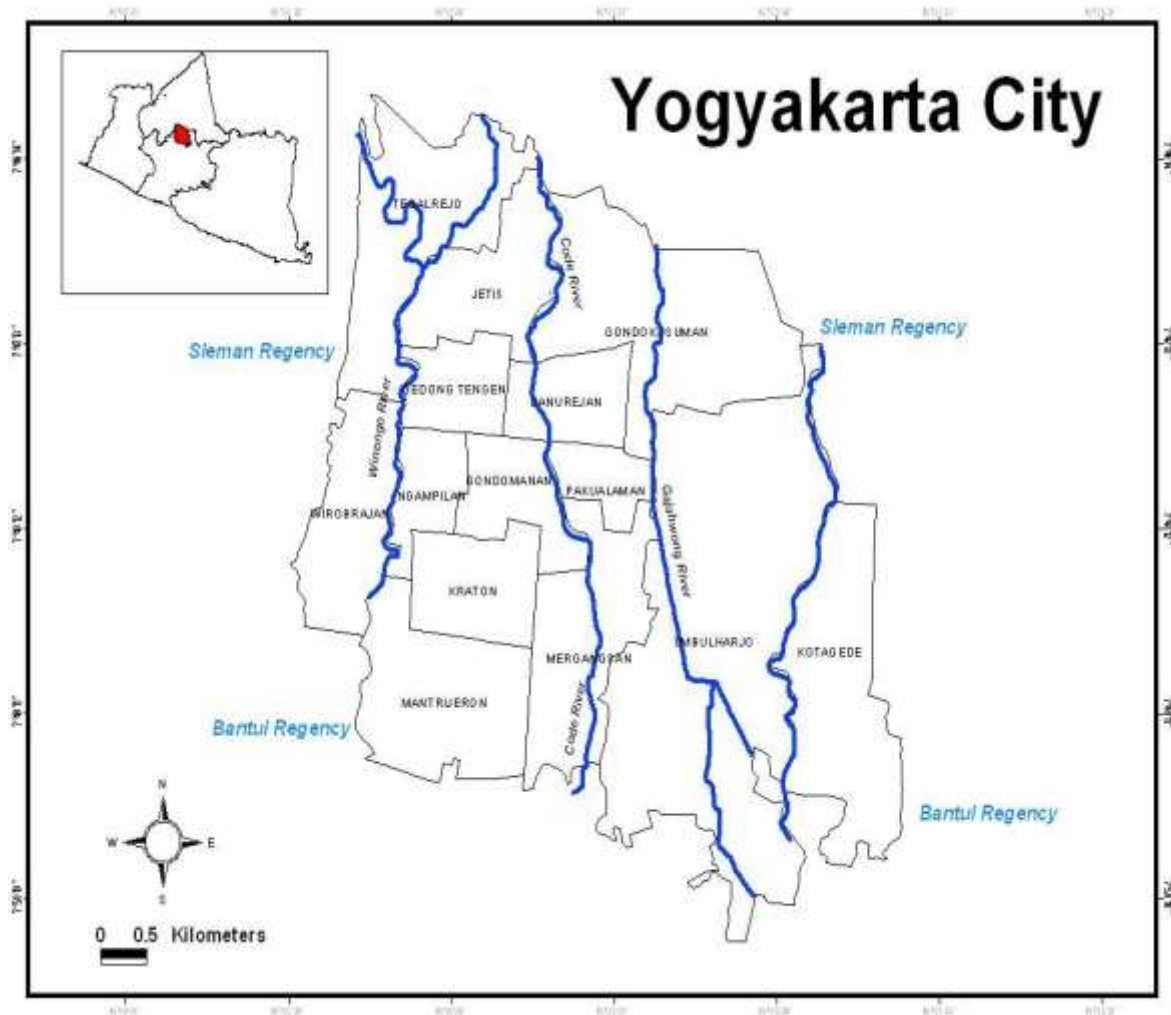 Yogyakarta City
TEGALREJO
Code River
JETIS
GONDOKUSUMAN
Sleman Regency
Sleman Regency
GEDONG TENGEN
DANUREJAN
Winongo River
NGAMPILAN
GONDOMANAN
PAKUALAMAN
WIROBRAJAN
Gajahwong River
KRATON
UMBULHARJO
KOTAGEDE
MERGANGSAN
MANTRIJERON
Code River
Bantul Regency
Bantul Regency
N
W
E
S
0 0.5 Kilometers